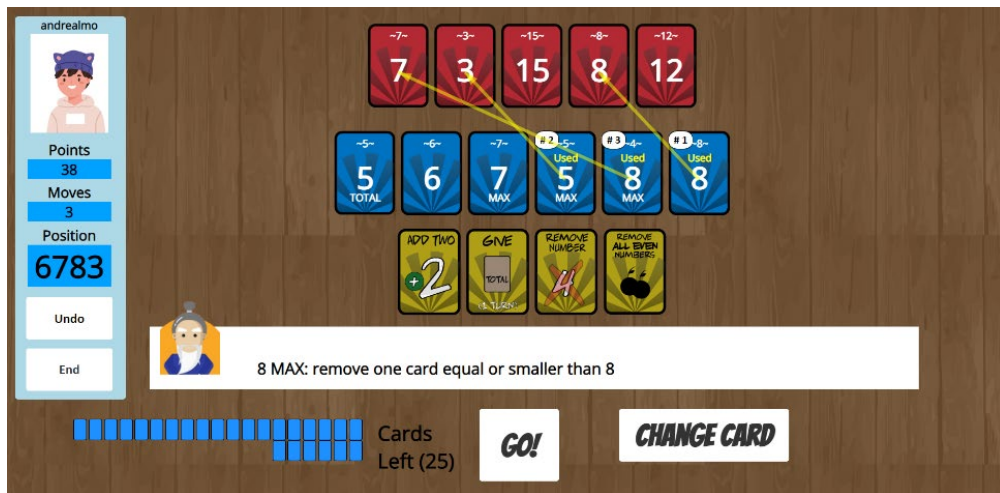 andrealmo
Points
38
Moves
3
Position
6783
Undo
End
~7~ ~3~ ~15~ ~8~ ~12~
7 3 15 8 12
~5~ ~6~ ~7~ #2 ~5~ #3 ~4~ #1 ~8~
Used Used Used
5 6 7 5 8 8
TOTAL MAX MAX MAX
ADD TWO
+2
GIVE
TOTAL
REMOVE
NUMBER
4
REMOVE
ALL EVEN
NUMBERS
8 MAX: remove one card equal or smaller than 8
Cards
Left (25)
GO!
CHANGE CARD